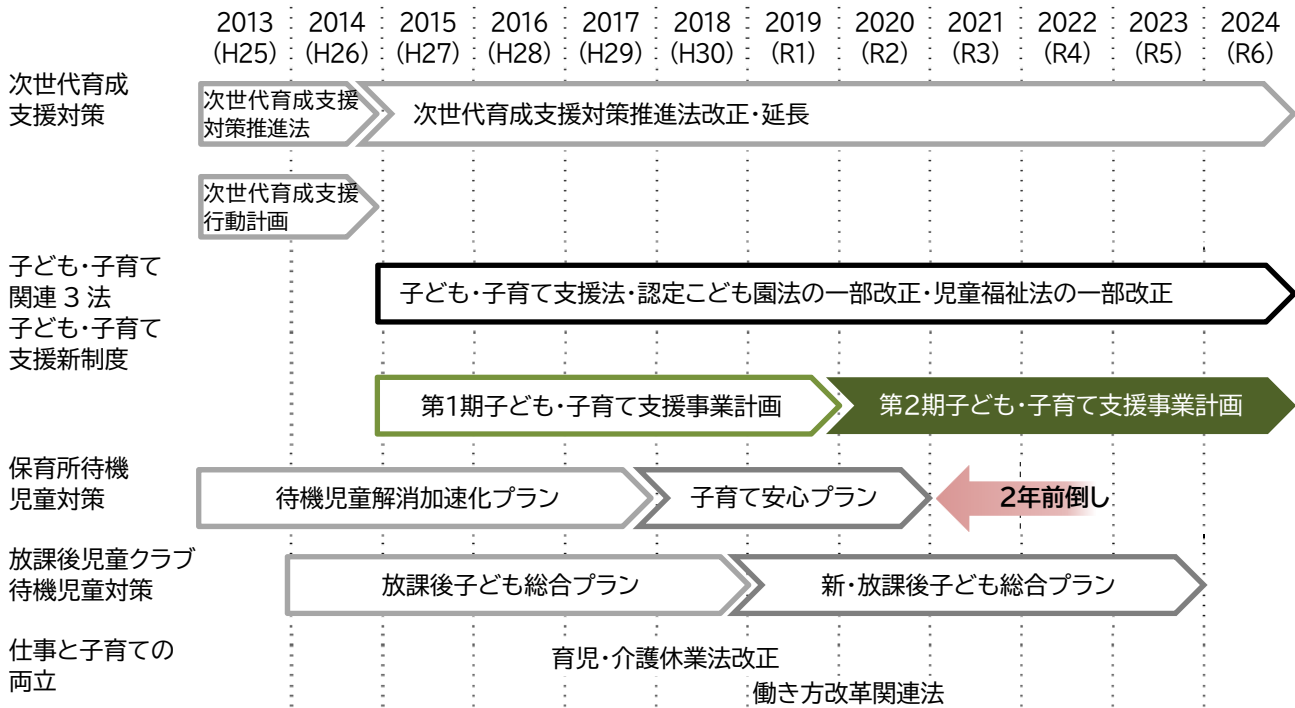 2013 2014 2015 2016 2017 2018 2019 2020 2021 2022 2023 2024
(H25) (H26) (H27) (H28) (H29) (H30) (R1) (R2) (R3) (R4) (R5) (R6)
次世代育成
支援対策
次世代育成支援
対策推進法
次世代育成支援対策推進法改正・延長
次世代育成支援
行動計画
子ども・子育て
関連3法
子ども・子育て
支援新制度
子ども・子育て支援法・認定こども園法の一部改正・児童福祉法の一部改正
第1期子ども・子育て支援事業計画
第2期子ども・子育て支援事業計画
保育所待機
児童対策
待機児童解消加速化プラン
子育て安心プラン
2年前倒し
放課後児童クラブ
待機児童対策
放課後子ども総合プラン
新・放課後子ども総合プラン
仕事と子育ての
両立
育児・介護休業法改正
働き方改革関連法